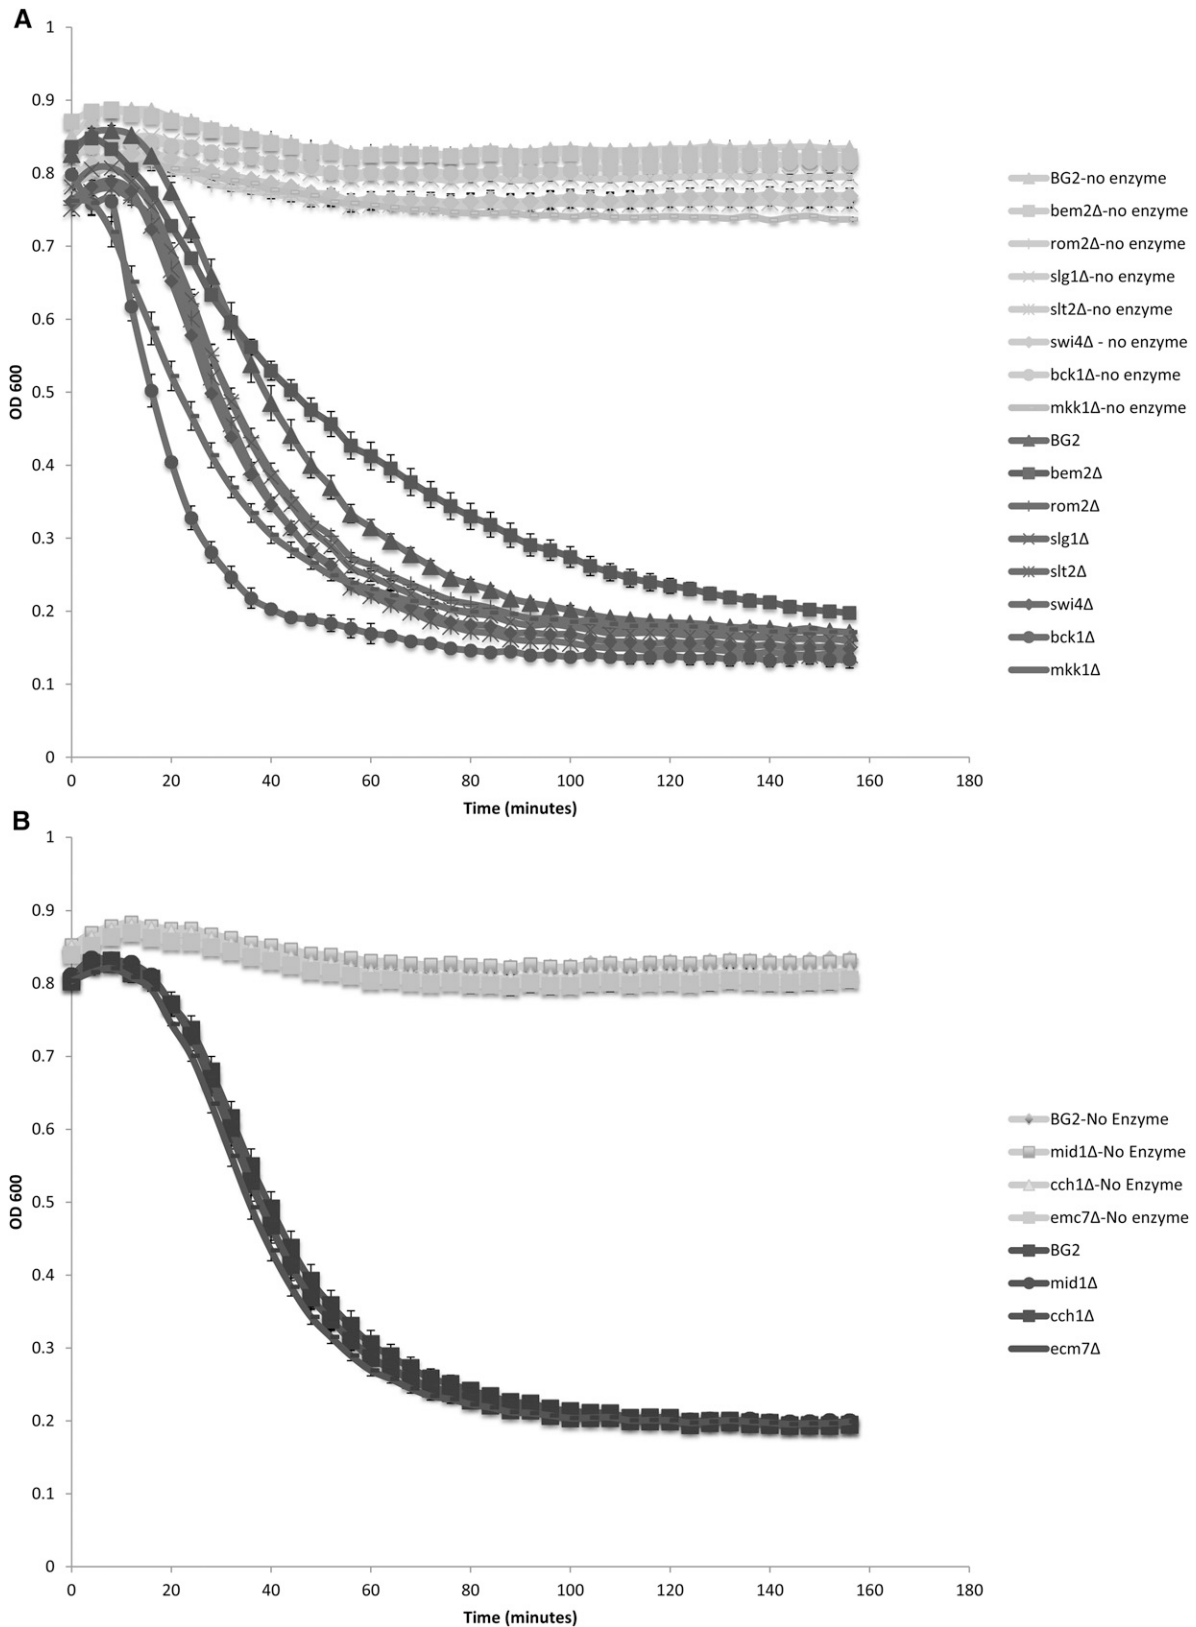 A
1
0.9
0.8
0.7
0.6
0.5
0.4
0.3
0.2
0.1
0
OD 600
0 20 40 60 80 100 120 140 160 180
Time (minutes)
BG2-no enzyme
bem2Δ-no enzyme
rom2Δ-no enzyme
slg1Δ-no enzyme
slt2Δ-no enzyme
swi4Δ - no enzyme
bck1Δ-no enzyme
mkk1Δ-no enzyme
BG2
bem2Δ
rom2Δ
slg1Δ
slt2Δ
swi4Δ
bck1Δ
mkk1Δ
B
1
0.9
0.8
0.7
0.6
0.5
0.4
0.3
0.2
0.1
0
OD 600
0 20 40 60 80 100 120 140 160 180
Time (minutes)
BG2-No Enzyme
mid1Δ-No Enzyme
cch1Δ-No Enzyme
emc7Δ-No enzyme
BG2
mid1Δ
cch1Δ
ecm7Δ